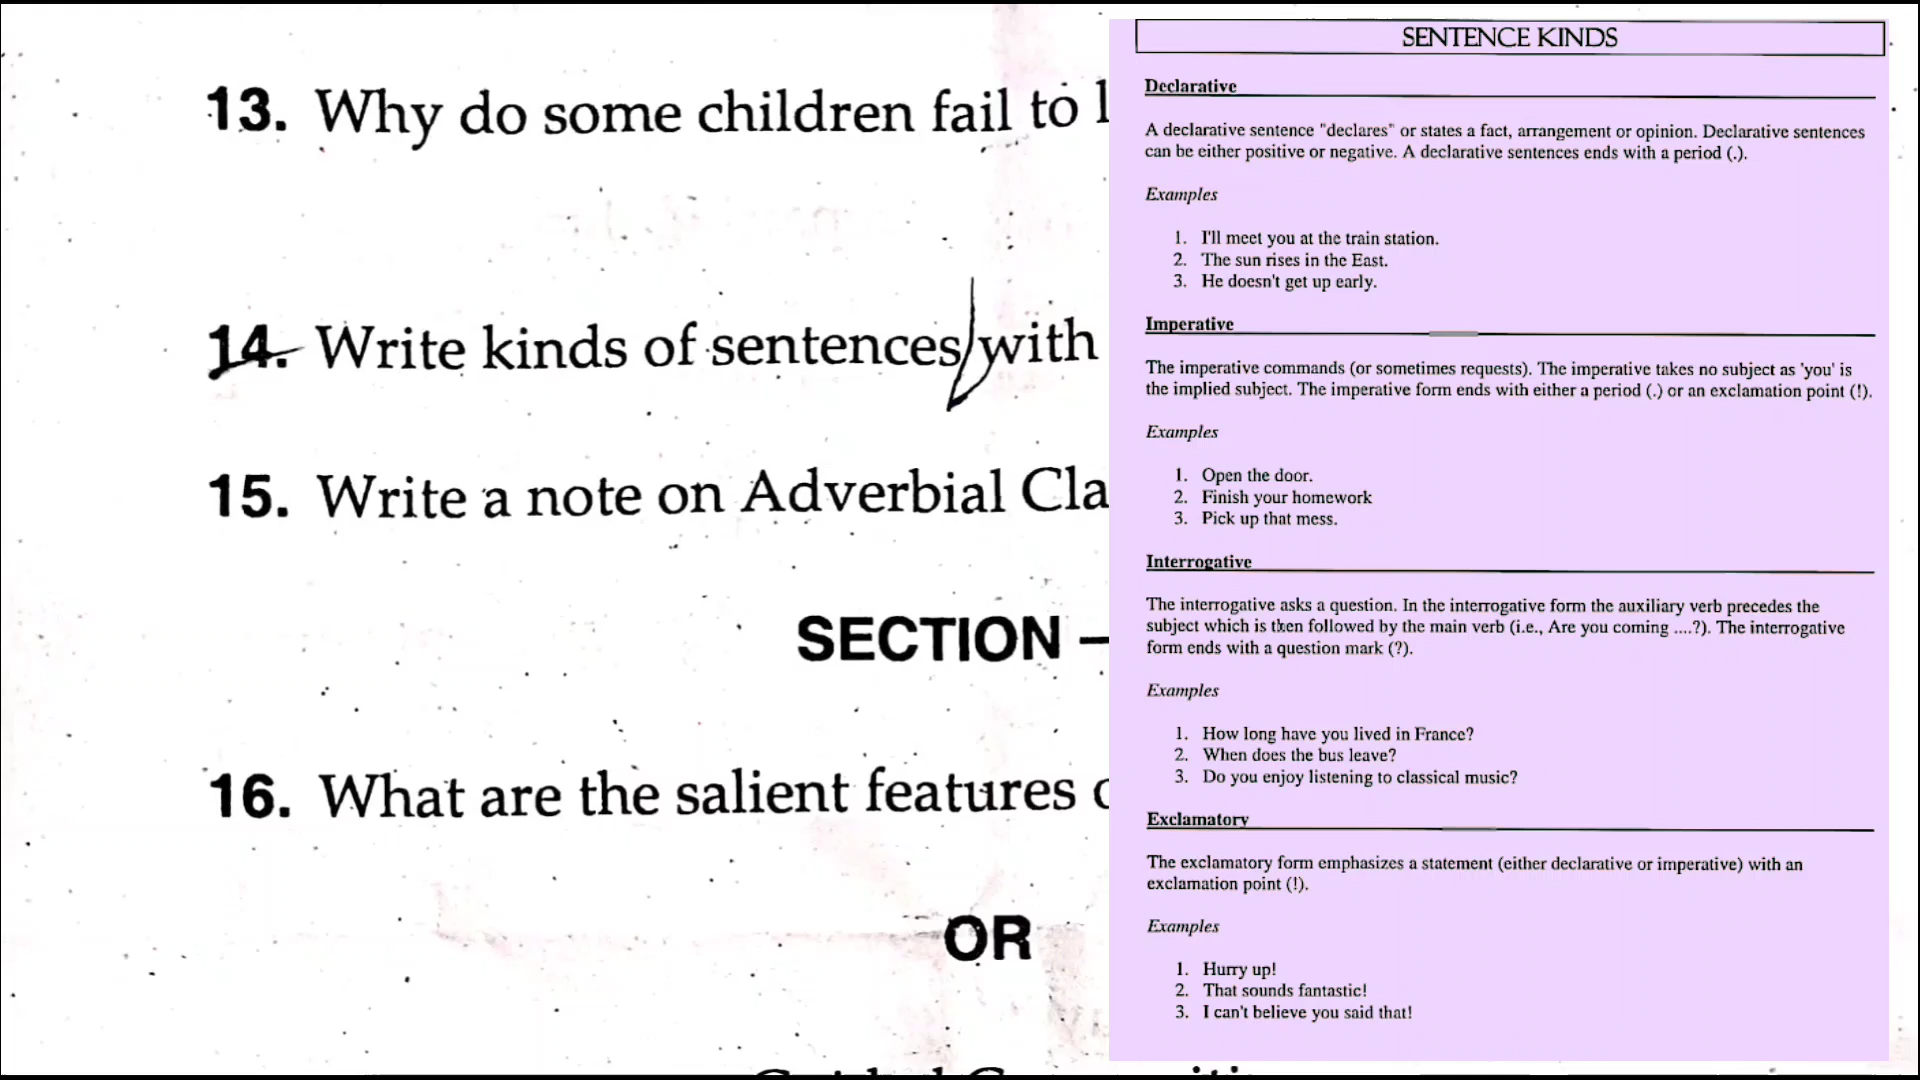 13. Why do some children fail to
14. Write kinds of sentences with
15. Write a note on Adverbial
SECTION –
16. What are the salient features
OR
SENTENCE KINDS
Declarative
A declarative sentence "declares" or states a fact, arrangement or opinion. Declarative sentences
can be either positive or negative. A declarative sentences ends with a period (.).
Examples
1. I'll meet you at the train station.
2. The sun rises in the East.
3. He doesn't get up early.
Imperative
The imperative commands (or sometimes requests). The imperative takes no subject as 'you' is
the implied subject. The imperative form ends with either a period (.) or an exclamation point (!).
Examples
1. Open the door.
2. Finish your homework
3. Pick up that mess.
Interrogative
The interrogative asks a question. In the interrogative form the auxiliary verb precedes the
subject which is then followed by the main verb (i.e., Are you coming ....?). The interrogative
form ends with a question mark (?).
Examples
1. How long have you lived in France?
2. When does the bus leave?
3. Do you enjoy listening to classical music?
Exclamatory
The exclamatory form emphasizes a statement (either declarative or imperative) with an
exclamation point (!).
Examples
1. Hurry up!
2. That sounds fantastic!
3. I can't believe you said that!